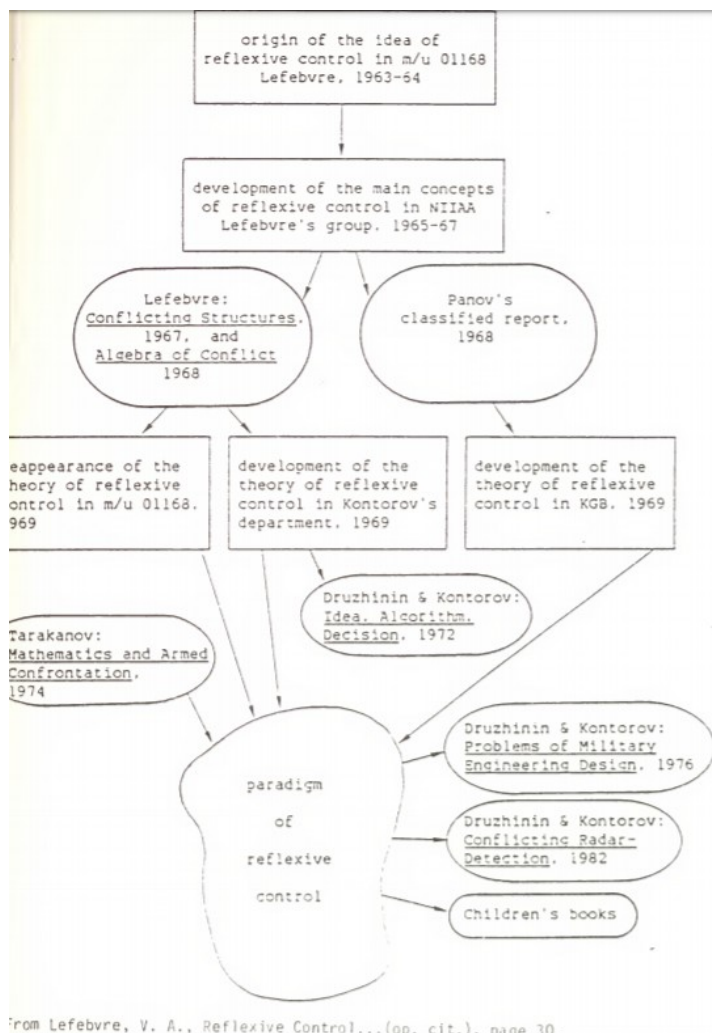 origin of the idea of
reflexive control in m/u 01168
Lefebvre, 1963-64
development of the main concepts
of reflexive control in NIIAA
Lefebvre's group, 1965-67
Lefebvre:
Conflicting Structures,
1967, and
Algebra of Conflict
1968
Panov's
classified report,
1968
eappearance of the
heory of reflexive
ontrol in m/u 01168,
969
development of the
theory of reflexive
control in Kontorov's
department, 1969
development of the
theory of reflexive
control in KGB, 1969
Druzhinin & Kontorov:
Idea, Algorithm,
Decision, 1972
Tarakanov:
Mathematics and Armed
Confrontation,
1974
paradigm
of
reflexive
control
Druzhinin & Kontorov:
Problems of Military
Engineering Design, 1976
Druzhinin & Kontorov:
Conflicting Radar-
Detection, 1982
Children's books
From Lefebvre, V. A., Reflexive Control...(op. cit.), page 30